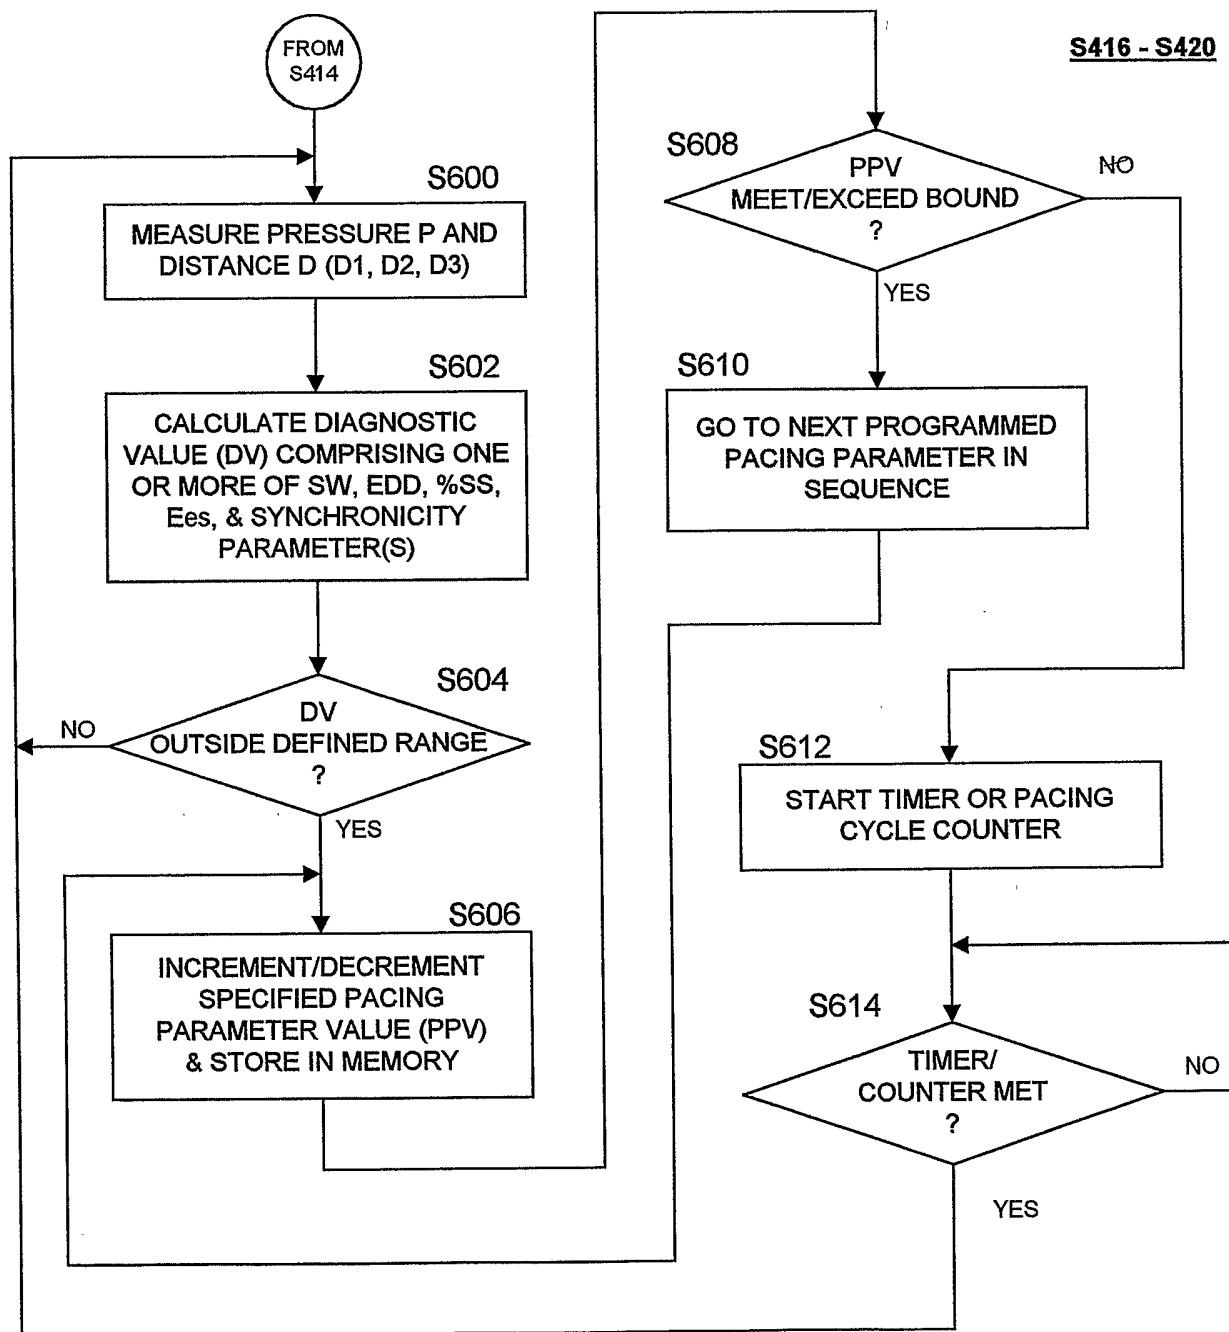 FROM
S414
S416 - S420
S600
MEASURE PRESSURE P AND
DISTANCE D (D1, D2, D3)
S602
CALCULATE DIAGNOSTIC
VALUE (DV) COMPRISING ONE
OR MORE OF SW, EDD, %SS,
Ees, & SYNCHRONICITY
PARAMETER(S)
S604
DV
OUTSIDE DEFINED RANGE
?
NO
YES
S606
INCREMENT/DECREMENT
SPECIFIED PACING
PARAMETER VALUE (PPV)
& STORE IN MEMORY
S608
PPV
MEET/EXCEED BOUND
?
NO
YES
S610
GO TO NEXT PROGRAMMED
PACING PARAMETER IN
SEQUENCE
S612
START TIMER OR PACING
CYCLE COUNTER
S614
TIMER/
COUNTER MET
?
NO
YES